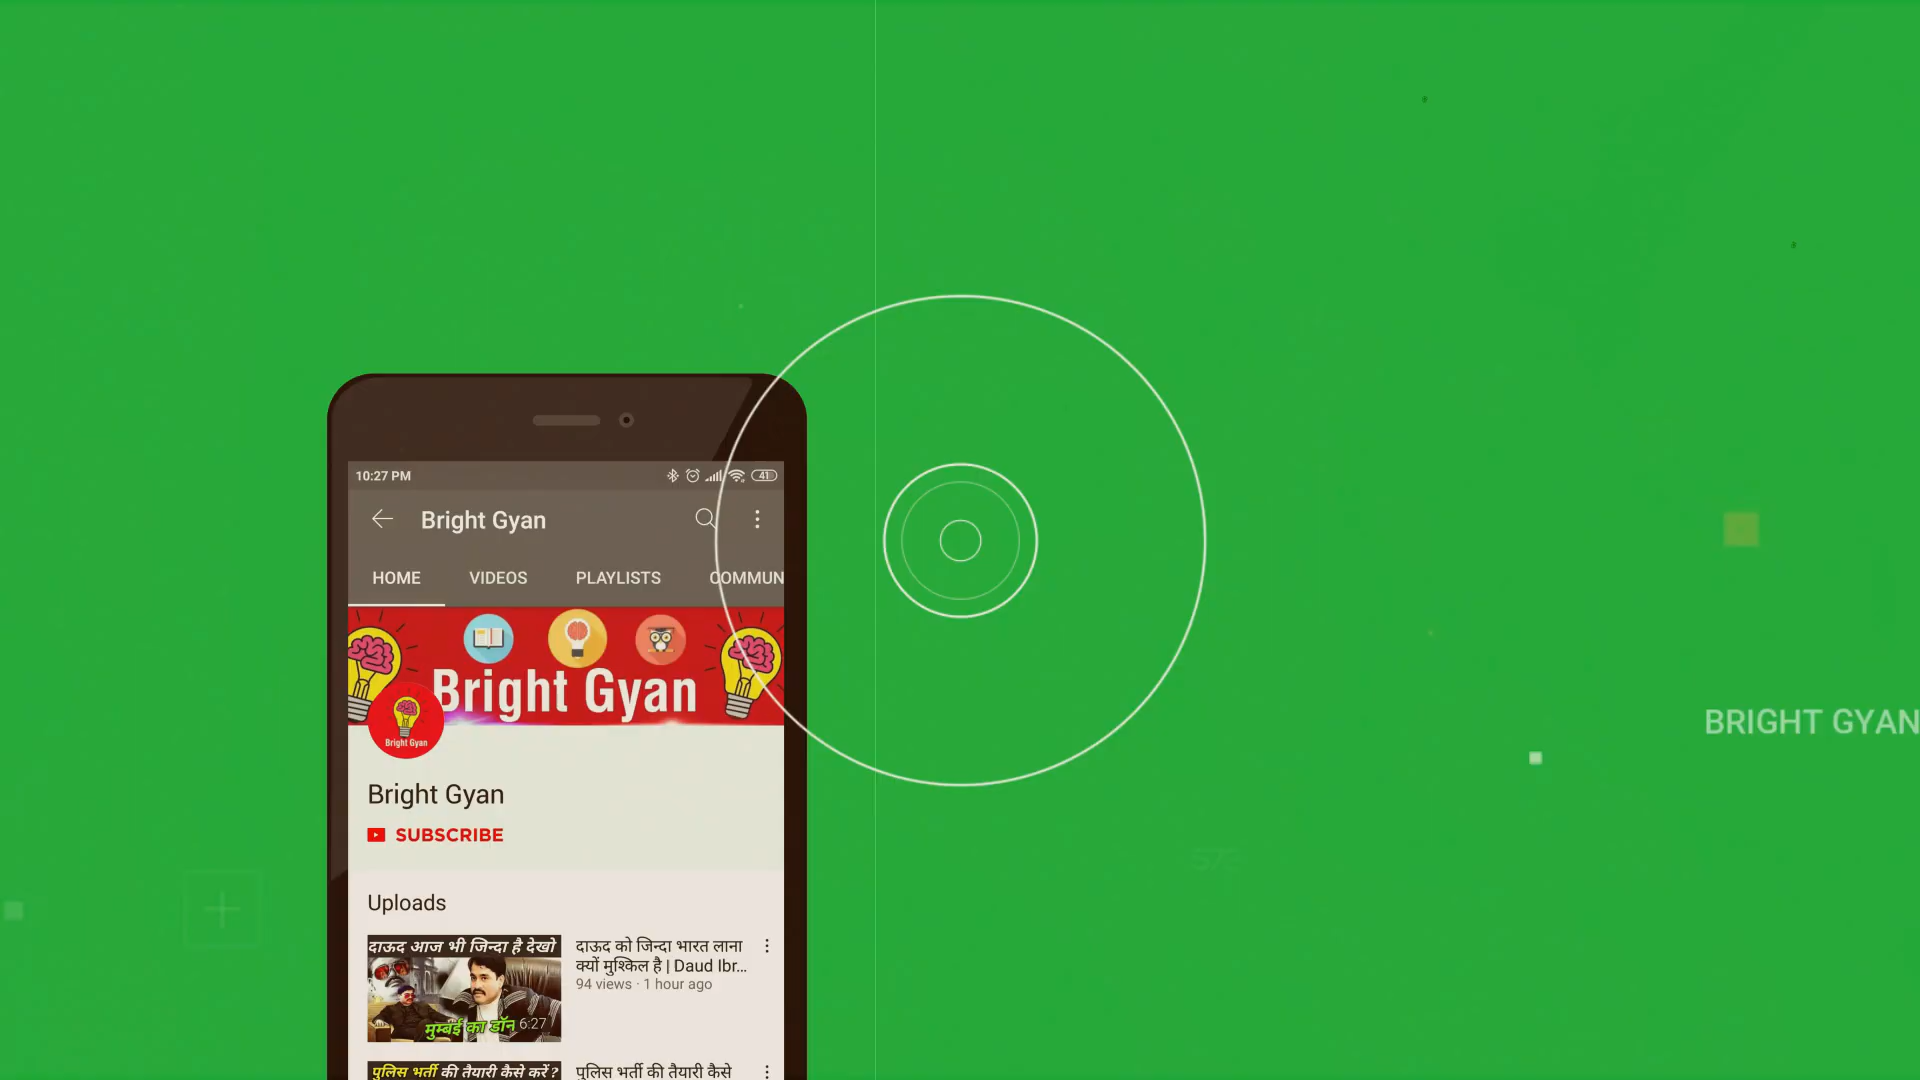 10:27 PM
41
Bright Gyan
HOME VIDEOS PLAYLISTS COMMUN
Bright Gyan
Bright Gyan
Bright Gyan
SUBSCRIBE
Uploads
दाऊद आज भी जिन्दा है देखो
मुम्बई का डॉन 6:27
दाऊद को जिन्दा भारत लाना
क्यों मुश्किल है | Daud Ibr...
94 views · 1 hour ago
पुलिस भर्ती की तैयारी कैसे करें ?
पुलिस भर्ती की तैयारी कैसे
BRIGHT GYAN